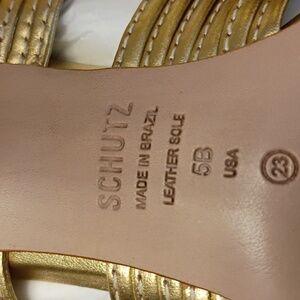 SCHUTZ
MADE IN BRAZIL
LEATHER SOLE
5B
USA
23